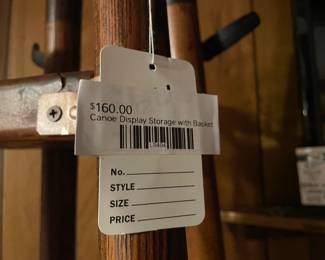 $160.00
Canoe Display Storage with Basket
No.
STYLE
SIZE
PRICE